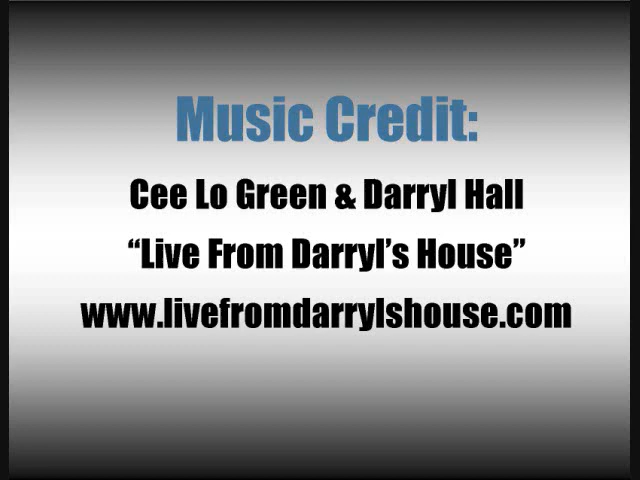 Music Credit:
Cee Lo Green & Darryl Hall
“Live From Darryl’s House”
www.livefromdarrylshouse.com